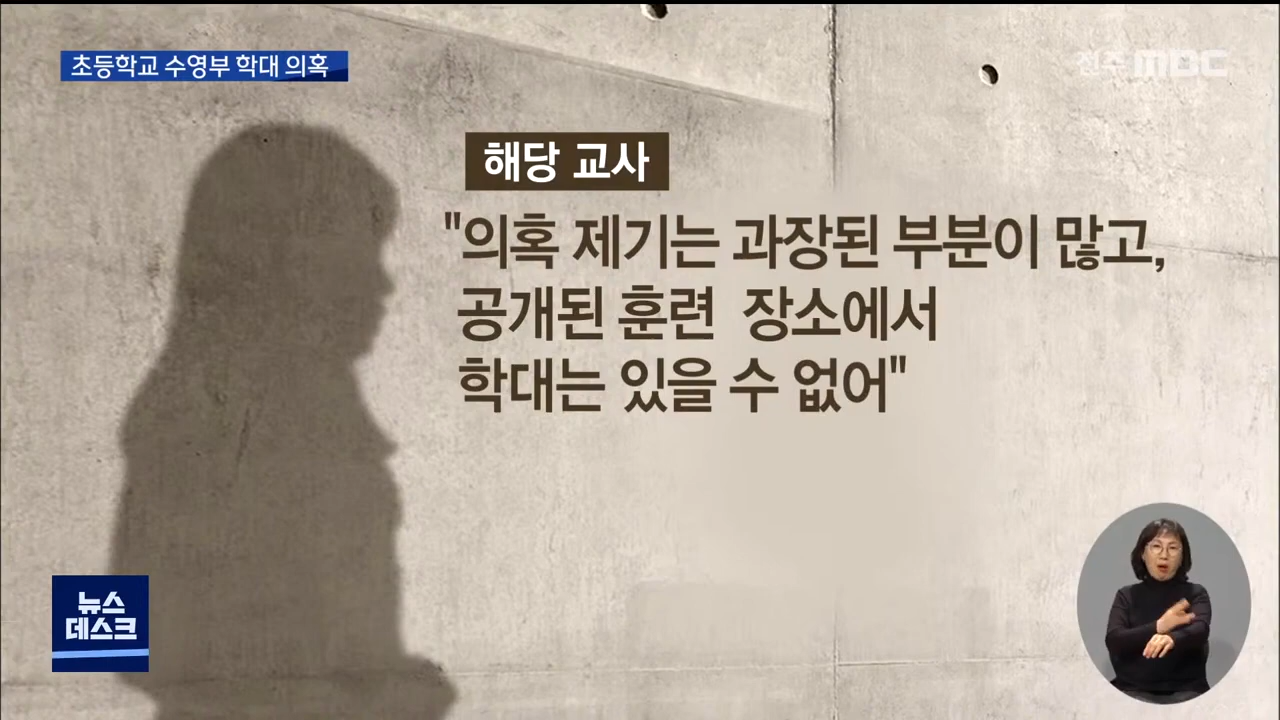 초등학교 수영부 학대 의혹
전주 MBC
해당 교사
"의혹 제기는 과장된 부분이 많고,
공개된 훈련 장소에서
학대는 있을 수 없어"
뉴스
데스크